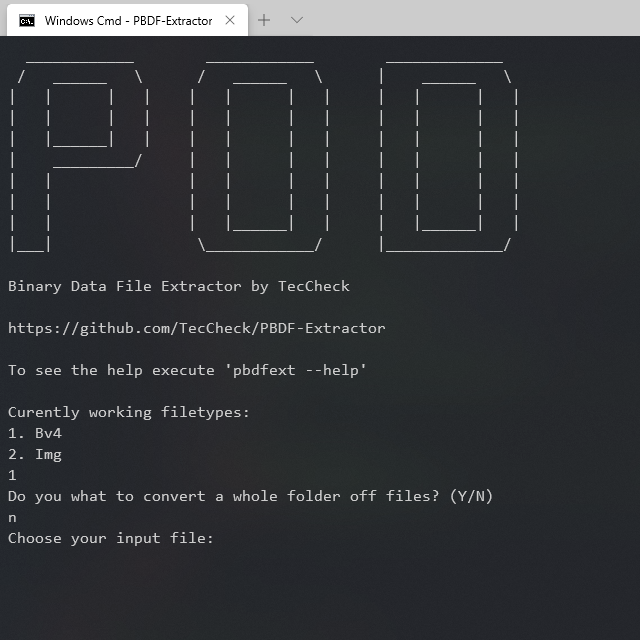 Windows Cmd - PBDF-Extractor
POD
Binary Data File Extractor by TecCheck
https://github.com/TecCheck/PBDF-Extractor
To see the help execute 'pbdfext --help'
Curently working filetypes:
1. Bv4
2. Img
1
Do you what to convert a whole folder off files? (Y/N)
n
Choose your input file: